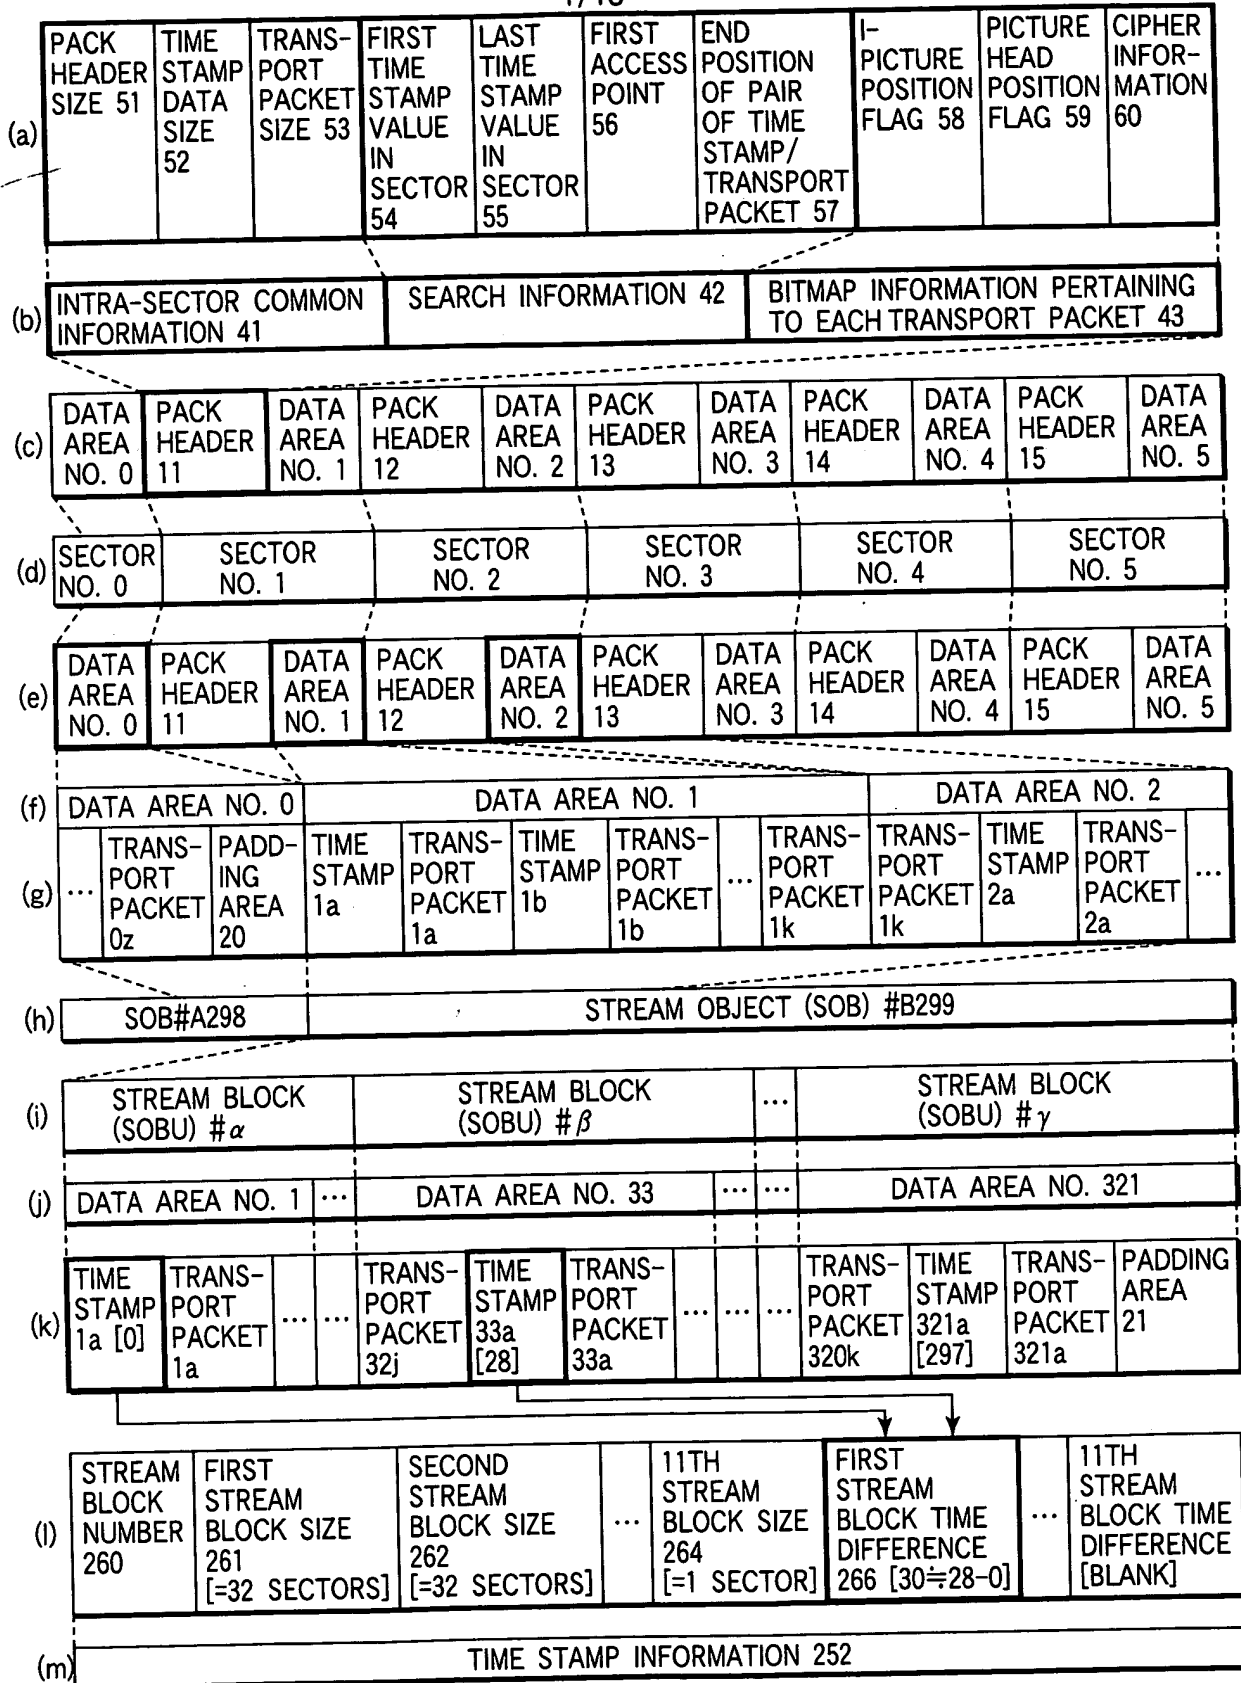 (a)
PACK
HEADER
SIZE 51
TIME
STAMP
DATA
SIZE
52
TRANS-
PORT
PACKET
SIZE 53
FIRST
TIME
STAMP
VALUE
IN
SECTOR
54
LAST
TIME
STAMP
VALUE
IN
SECTOR
55
FIRST
ACCESS
POINT
56
END
POSITION
OF PAIR
OF TIME
STAMP/
TRANSPORT
PACKET 57
I-
PICTURE
POSITION
FLAG 58
PICTURE
HEAD
POSITION
FLAG 59
CIPHER
INFOR-
MATION
60
(b)
INTRA-SECTOR COMMON
INFORMATION 41
SEARCH INFORMATION 42
BITMAP INFORMATION PERTAINING
TO EACH TRANSPORT PACKET 43
(c)
DATA
AREA
NO. 0
PACK
HEADER
11
DATA
AREA
NO. 1
PACK
HEADER
12
DATA
AREA
NO. 2
PACK
HEADER
13
DATA
AREA
NO. 3
PACK
HEADER
14
DATA
AREA
NO. 4
PACK
HEADER
15
DATA
AREA
NO. 5
(d)
SECTOR
NO. 0
SECTOR
NO. 1
SECTOR
NO. 2
SECTOR
NO. 3
SECTOR
NO. 4
SECTOR
NO. 5
(e)
DATA
AREA
NO. 0
PACK
HEADER
11
DATA
AREA
NO. 1
PACK
HEADER
12
DATA
AREA
NO. 2
PACK
HEADER
13
DATA
AREA
NO. 3
PACK
HEADER
14
DATA
AREA
NO. 4
PACK
HEADER
15
DATA
AREA
NO. 5
(f)
DATA AREA NO. 0
DATA AREA NO. 1
DATA AREA NO. 2
(g)
...
TRANS-
PORT
PACKET
0z
PADD-
ING
AREA
20
TIME
STAMP
1a
TRANS-
PORT
PACKET
1a
TIME
STAMP
1b
TRANS-
PORT
PACKET
1b
...
TRANS-
PORT
PACKET
1k
TRANS-
PORT
PACKET
1k
TIME
STAMP
2a
TRANS-
PORT
PACKET
2a
...
(h)
SOB#A298
STREAM OBJECT (SOB) #B299
(i)
STREAM BLOCK
(SOBU) #α
STREAM BLOCK
(SOBU) #β
...
STREAM BLOCK
(SOBU) #γ
(j)
DATA AREA NO. 1
...
DATA AREA NO. 33
...
...
DATA AREA NO. 321
(k)
TIME
STAMP
1a [0]
TRANS-
PORT
PACKET
1a
...
...
TRANS-
PORT
PACKET
32j
TIME
STAMP
33a
[28]
TRANS-
PORT
PACKET
33a
...
...
...
TRANS-
PORT
PACKET
320k
TIME
STAMP
321a
[297]
TRANS-
PORT
PACKET
321a
PADDING
AREA
21
(l)
STREAM
BLOCK
NUMBER
260
FIRST
STREAM
BLOCK SIZE
261
[=32 SECTORS]
SECOND
STREAM
BLOCK SIZE
262
[=32 SECTORS]
...
11TH
STREAM
BLOCK SIZE
264
[=1 SECTOR]
FIRST
STREAM
BLOCK TIME
DIFFERENCE
266 [30≒28-0]
...
11TH
STREAM
BLOCK TIME
DIFFERENCE
[BLANK]
(m)
TIME STAMP INFORMATION 252